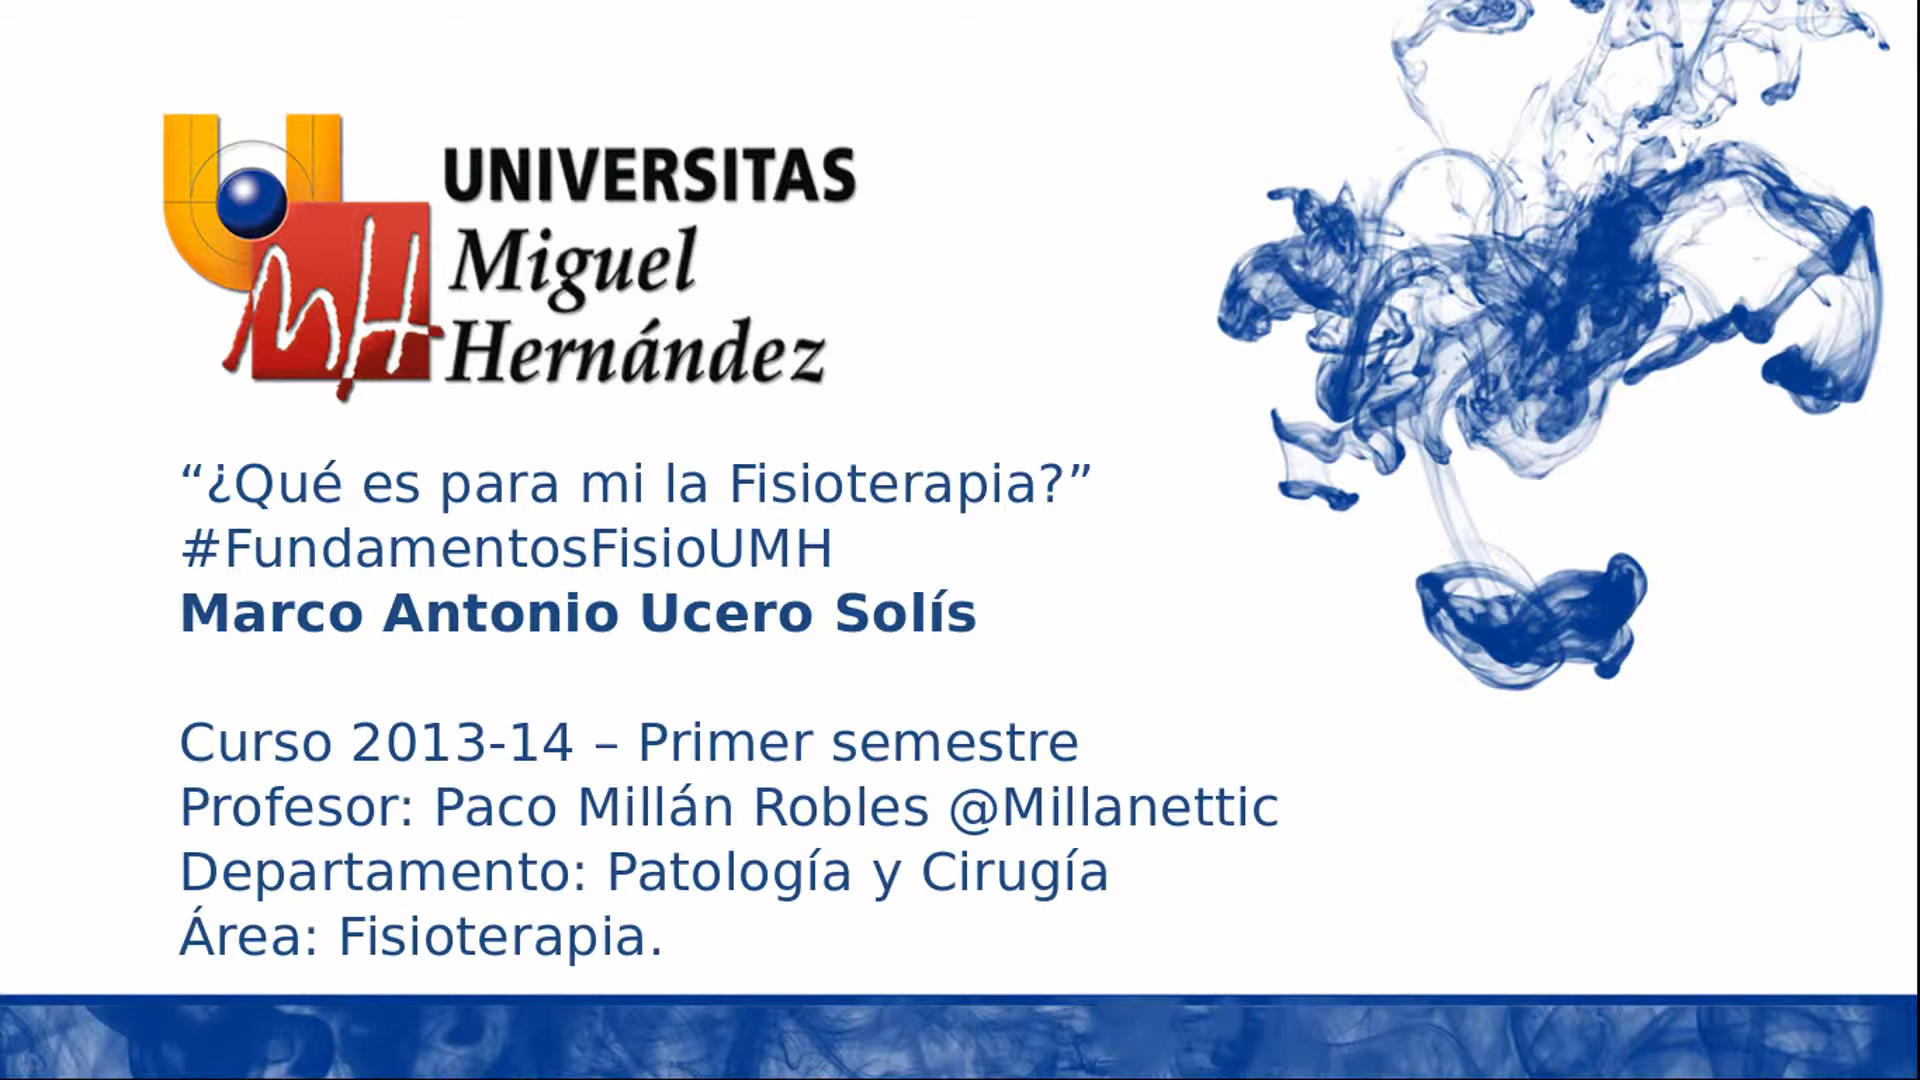 UNIVERSITAS
Miguel
Hernández
MH
“¿Qué es para mi la Fisioterapia?”
#FundamentosFisioUMH
Marco Antonio Ucero Solís
Curso 2013-14 – Primer semestre
Profesor: Paco Millán Robles @Millanettic
Departamento: Patología y Cirugía
Área: Fisioterapia.